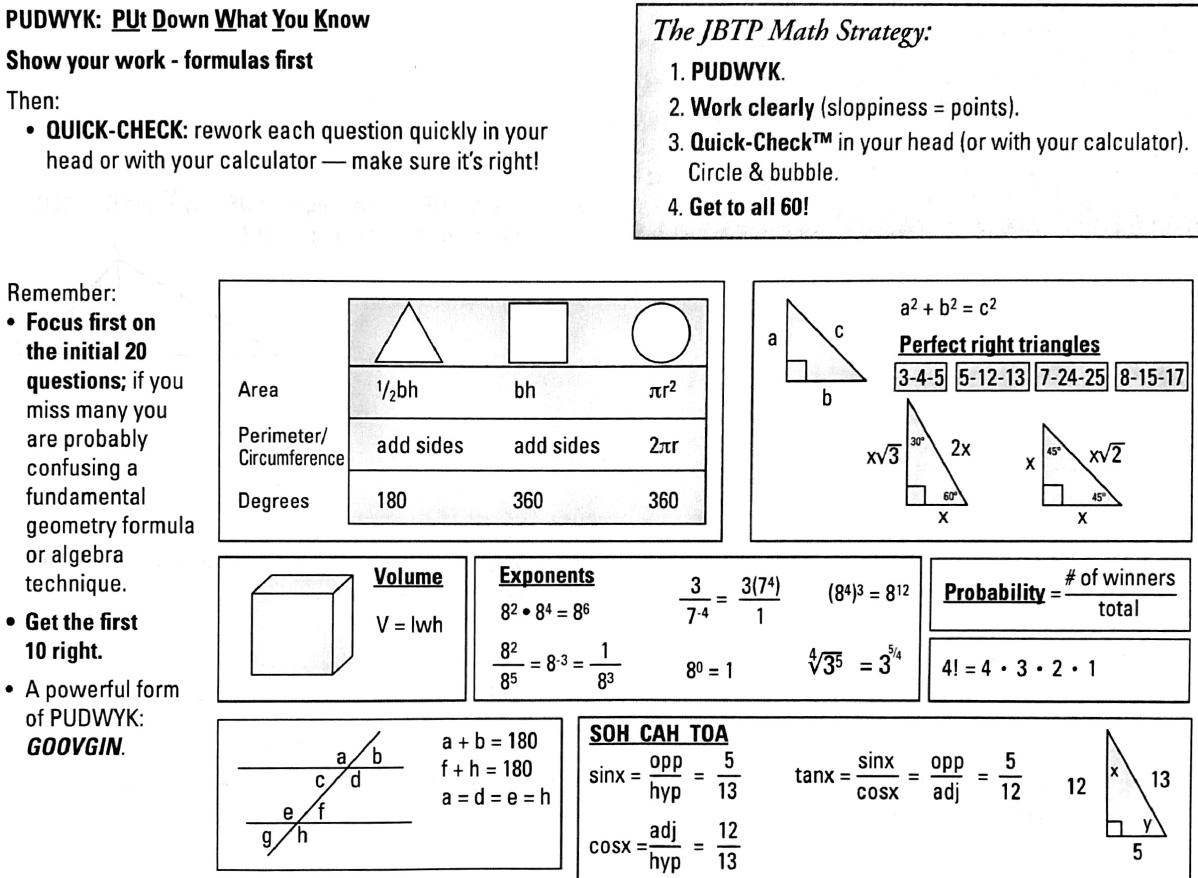 PUDWYK: PUt Down What You Know
Show your work - formulas first
Then:
• QUICK-CHECK: rework each question quickly in your
head or with your calculator — make sure it's right!
The JBTP Math Strategy:
1. PUDWYK.
2. Work clearly (sloppiness = points).
3. Quick-Check™ in your head (or with your calculator).
Circle & bubble.
4. Get to all 60!
Remember:
• Focus first on
the initial 20
questions; if you
miss many you
are probably
confusing a
fundamental
geometry formula
or algebra
technique.
• Get the first
10 right.
• A powerful form
of PUDWYK:
GOOVGIN.
Area ½bh bh πr²
Perimeter/
Circumference add sides add sides 2πr
Degrees 180 360 360
a c b
a² + b² = c²
Perfect right triangles
3-4-5 5-12-13 7-24-25 8-15-17
x√3 30° 2x 60° x
x 45° x√2 45° x
Volume
V = lwh
Exponents
8² • 8⁴ = 8⁶
3/7⁻⁴ = 3(7⁴)/1
(8⁴)³ = 8¹²
8²/8⁵ = 8⁻³ = 1/8³
8⁰ = 1
∜3⁵ = 3^5/4
Probability = # of winners/total
4! = 4 • 3 • 2 • 1
a b
c d
e f
g h
a + b = 180
f + h = 180
a = d = e = h
SOH CAH TOA
sinx = opp/hyp = 5/13
tanx = sinx/cosx = opp/adj = 5/12
cosx = adj/hyp = 12/13
12 x 13
y
5